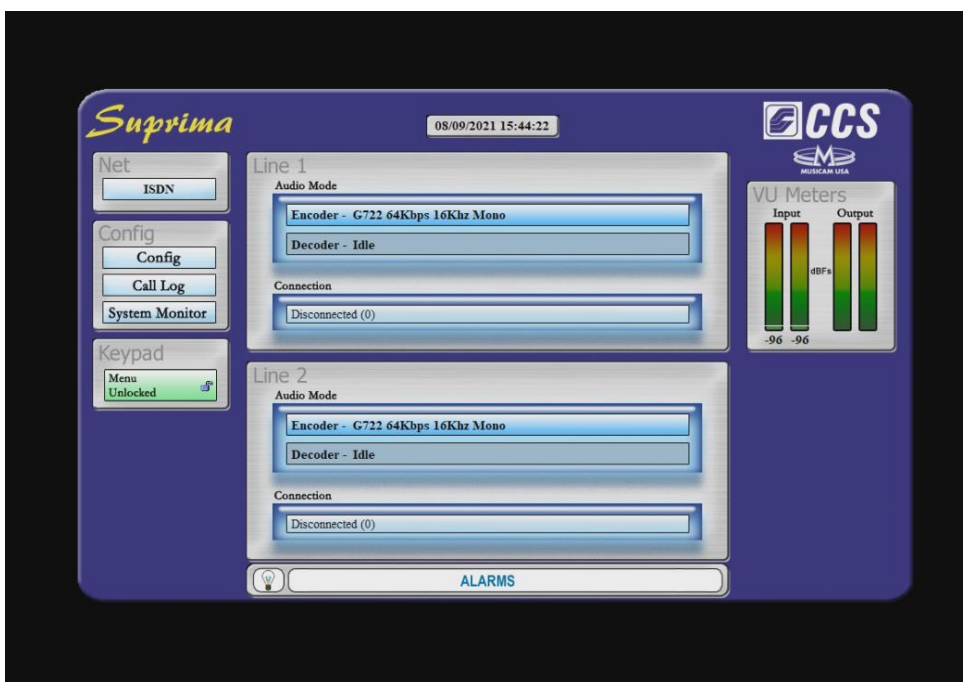 Suprima
08/09/2021 15:44:22
CCS
MUSICAM USA
Net
ISDN
Config
Config
Call Log
System Monitor
Keypad
Menu
Unlocked
Line 1
Audio Mode
Encoder - G722 64Kbps 16Khz Mono
Decoder - Idle
Connection
Disconnected (0)
Line 2
Audio Mode
Encoder - G722 64Kbps 16Khz Mono
Decoder - Idle
Connection
Disconnected (0)
ALARMS
VU Meters
Input Output
dBFs
-96 -96